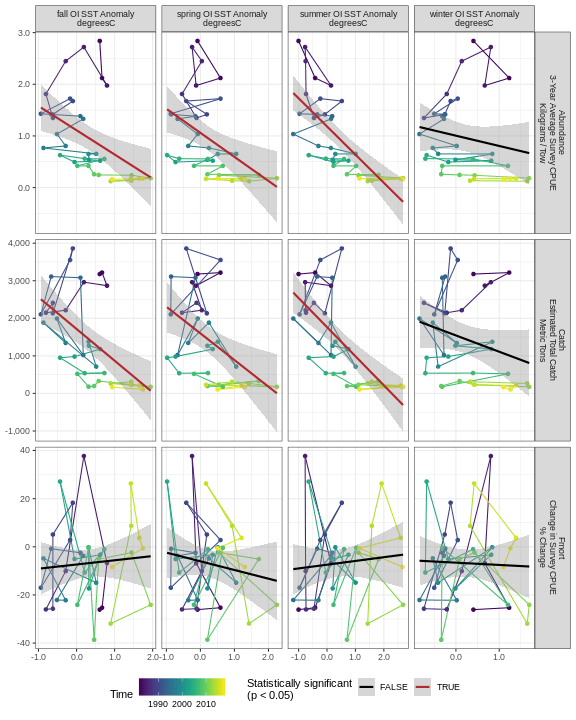 fall OI SST Anomaly
degreesC
spring OI SST Anomaly
degreesC
summer OI SST Anomaly
degreesC
winter OI SST Anomaly
degreesC
3.0
2.0
1.0
0.0
Abundance
3-Year Average Survey CPUE
Kilograms / Tow
4,000
3,000
2,000
1,000
0
-1,000
Catch
Estimated Total Catch
Metric Tons
40
20
0
-20
-40
Fmort
Change in Survey CPUE
% Change
-1.0 0.0 1.0 2.0
-1.0 0.0 1.0 2.0
-1.0 0.0 1.0 2.0
0.0 1.0
Time
1990 2000 2010
Statistically significant
(p < 0.05)
FALSE
TRUE